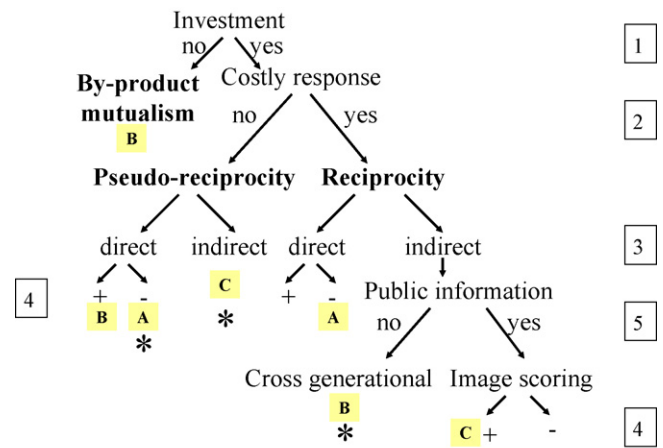 Investment
no yes 1
By-product Costly response
mutualism no yes 2
B
Pseudo-reciprocity Reciprocity
direct indirect direct indirect 3
4 + - C + - Public information
B A * A no yes 5
*
Cross generational Image scoring
B C + - 4
*